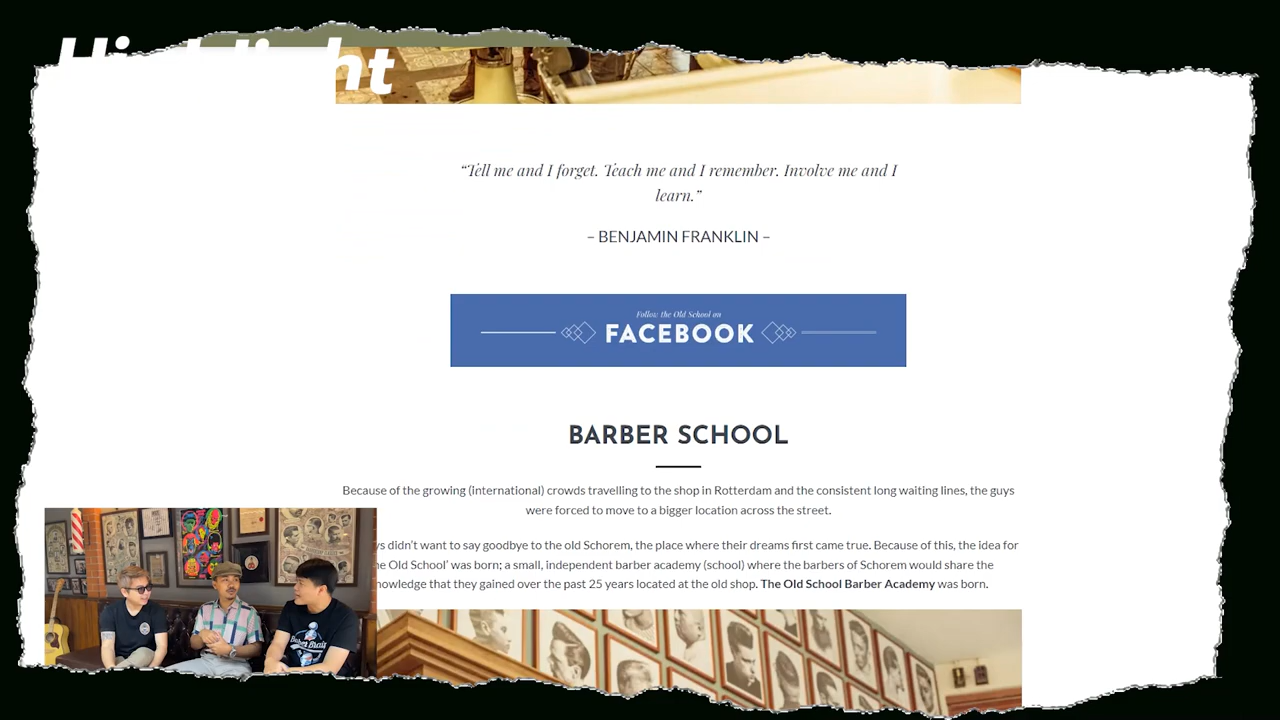 Highlight
“Tell me and I forget. Teach me and I remember. Involve me and I
learn.”
– BENJAMIN FRANKLIN –
Follow the Old School on
FACEBOOK
BARBER SCHOOL
Because of the growing (international) crowds travelling to the shop in Rotterdam and the consistent long waiting lines, the guys
were forced to move to a bigger location across the street.
didn’t want to say goodbye to the old Schorem, the place where their dreams first came true. Because of this, the idea for
Old School’ was born; a small, independent barber academy (school) where the barbers of Schorem would share the
knowledge that they gained over the past 25 years located at the old shop. The Old School Barber Academy was born.